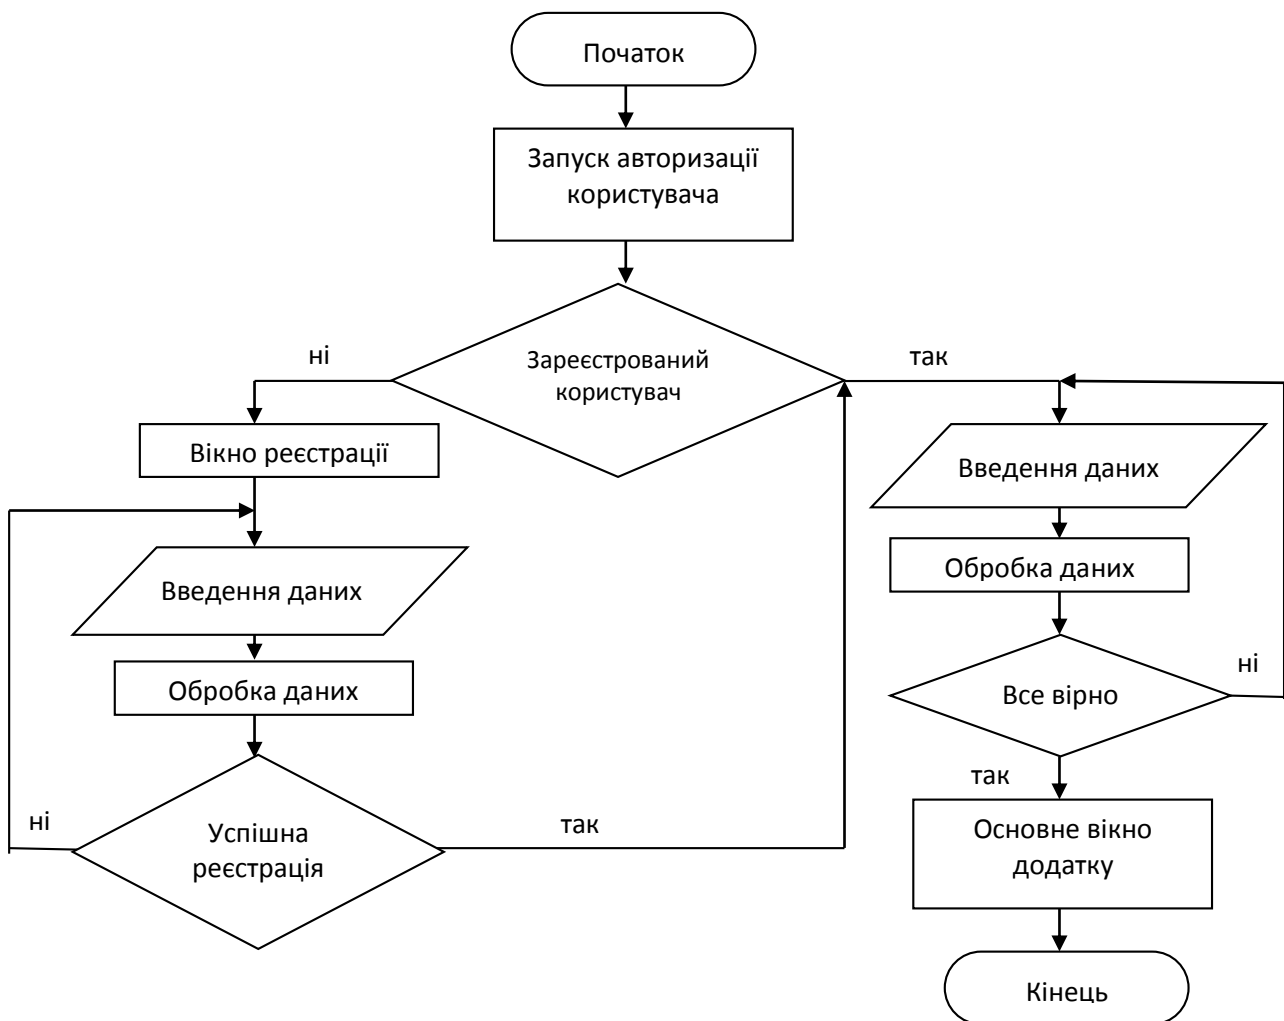 Початок
Запуск авторизації
користувача
ні
так
Зареєстрований
користувач
Вікно реєстрації
Введення даних
Обробка даних
ні
Успішна
реєстрація
так
Введення даних
Обробка даних
ні
Все вірно
так
Основне вікно
додатку
Кінець